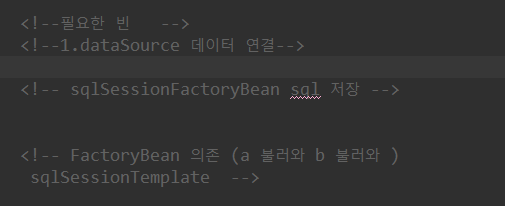 <!--필요한 빈   -->
<!--1.dataSource 데이터 연결-->
<!-- sqlSessionFactoryBean sql 저장 -->
<!-- FactoryBean 의존 (a 불러와 b 불러와 )
sqlSessionTemplate  -->